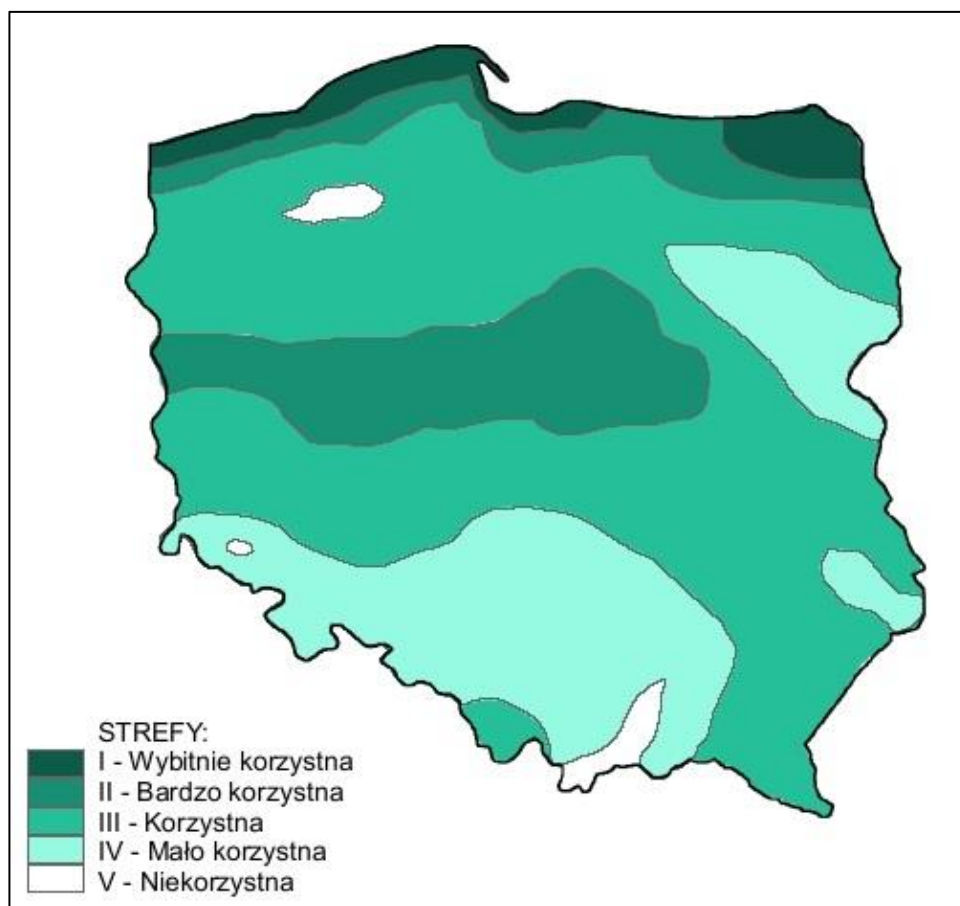 STREFY:
I - Wybitnie korzystna
II - Bardzo korzystna
III - Korzystna
IV - Mało korzystna
V - Niekorzystna